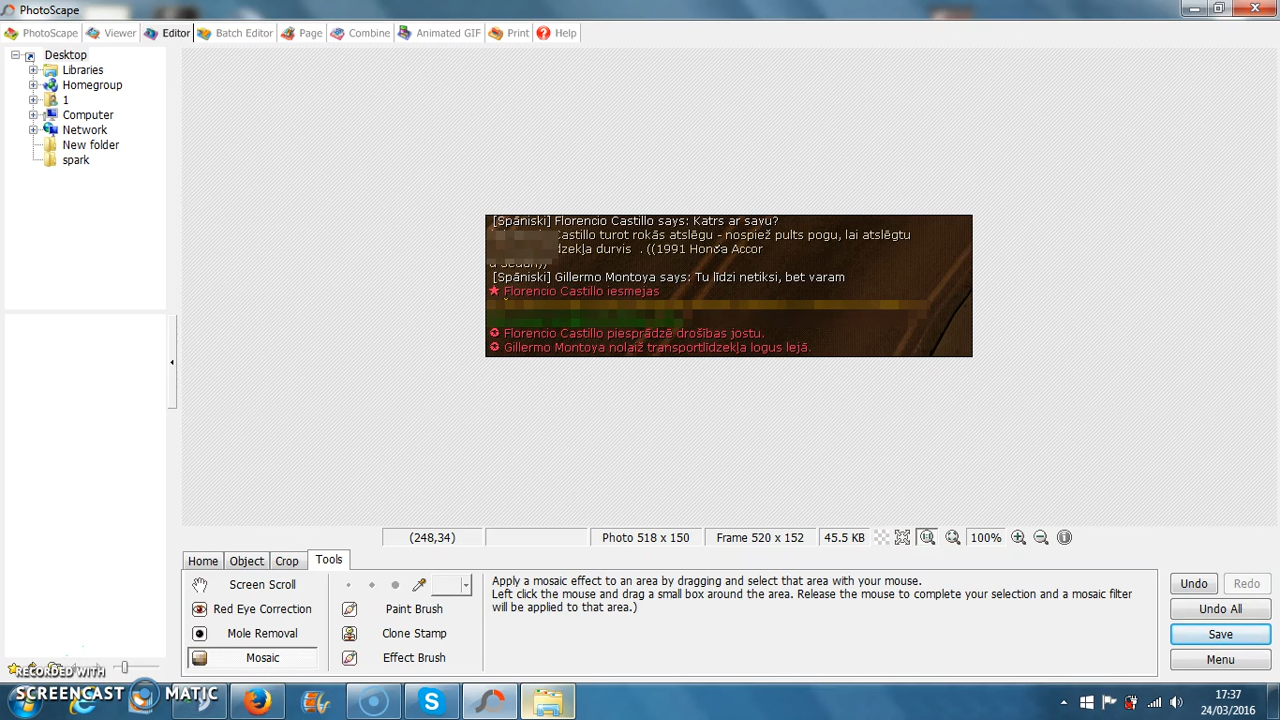 PhotoScape
PhotoScape Viewer Editor Batch Editor Page Combine Animated GIF Print Help
Desktop
Libraries
Homegroup
1
Computer
Network
New folder
spark
[Spāniski] Florencio Castillo says: Katrs ar savu?
Castillo turot rokās atslēgu - nospiež pults pogu, lai atslēgtu
dzekļa durvis . ((1991 Honda Accor
[Spāniski] Gillermo Montoya says: Tu līdzi netiksi, bet varam
Florencio Castillo iesmejas
Florencio Castillo piesprādzē drošības jostu.
Gillermo Montoya nolaiž transportlīdzekļa logus lejā.
(248,34) Photo 518 x 150 Frame 520 x 152 45.5 KB 100%
Home Object Crop Tools
Screen Scroll
Red Eye Correction
Mole Removal
Mosaic
Paint Brush
Clone Stamp
Effect Brush
Apply a mosaic effect to an area by dragging and select that area with your mouse.
Left click the mouse and drag a small box around the area. Release the mouse to complete your selection and a mosaic filter
will be applied to that area.)
Undo Redo
Undo All
Save
Menu
RECORDED WITH
SCREENCAST MATIC
17:37
24/03/2016